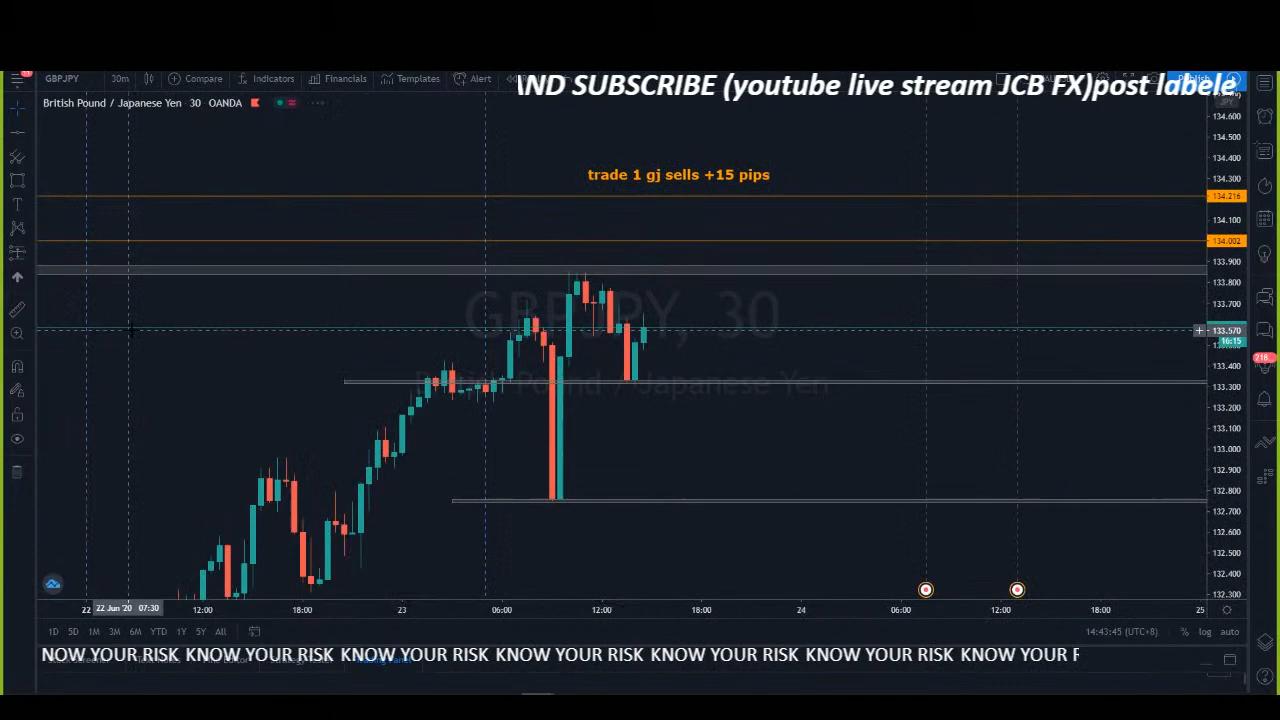 GBPJPY 30m Compare Indicators Financials Templates Alert Publish
AND SUBSCRIBE (youtube live stream JCB FX)post labele
British Pound / Japanese Yen · 30 OANDA
JPY
134.600
134.500
134.400
134.300
trade 1 gj sells +15 pips
134.216
134.100
134.002
133.900
133.800
133.700
GBPJPY, 30
133.570
16:15
218
133.400
British Pound / Japanese Yen
133.300
133.200
133.100
133.000
132.900
132.800
132.700
132.600
132.500
132.400
132.300
22 22 Jun '20 07:30 12:00 18:00 23 06:00 12:00 18:00 24 06:00 12:00 18:00 25
1D 5D 1M 3M 6M YTD 1Y 5Y All 14:43:45 (UTC+8) % log auto
NOW YOUR RISK KNOW YOUR RISK KNOW YOUR RISK KNOW YOUR RISK KNOW YOUR RISK KNOW YOUR RISK KNOW YOUR F